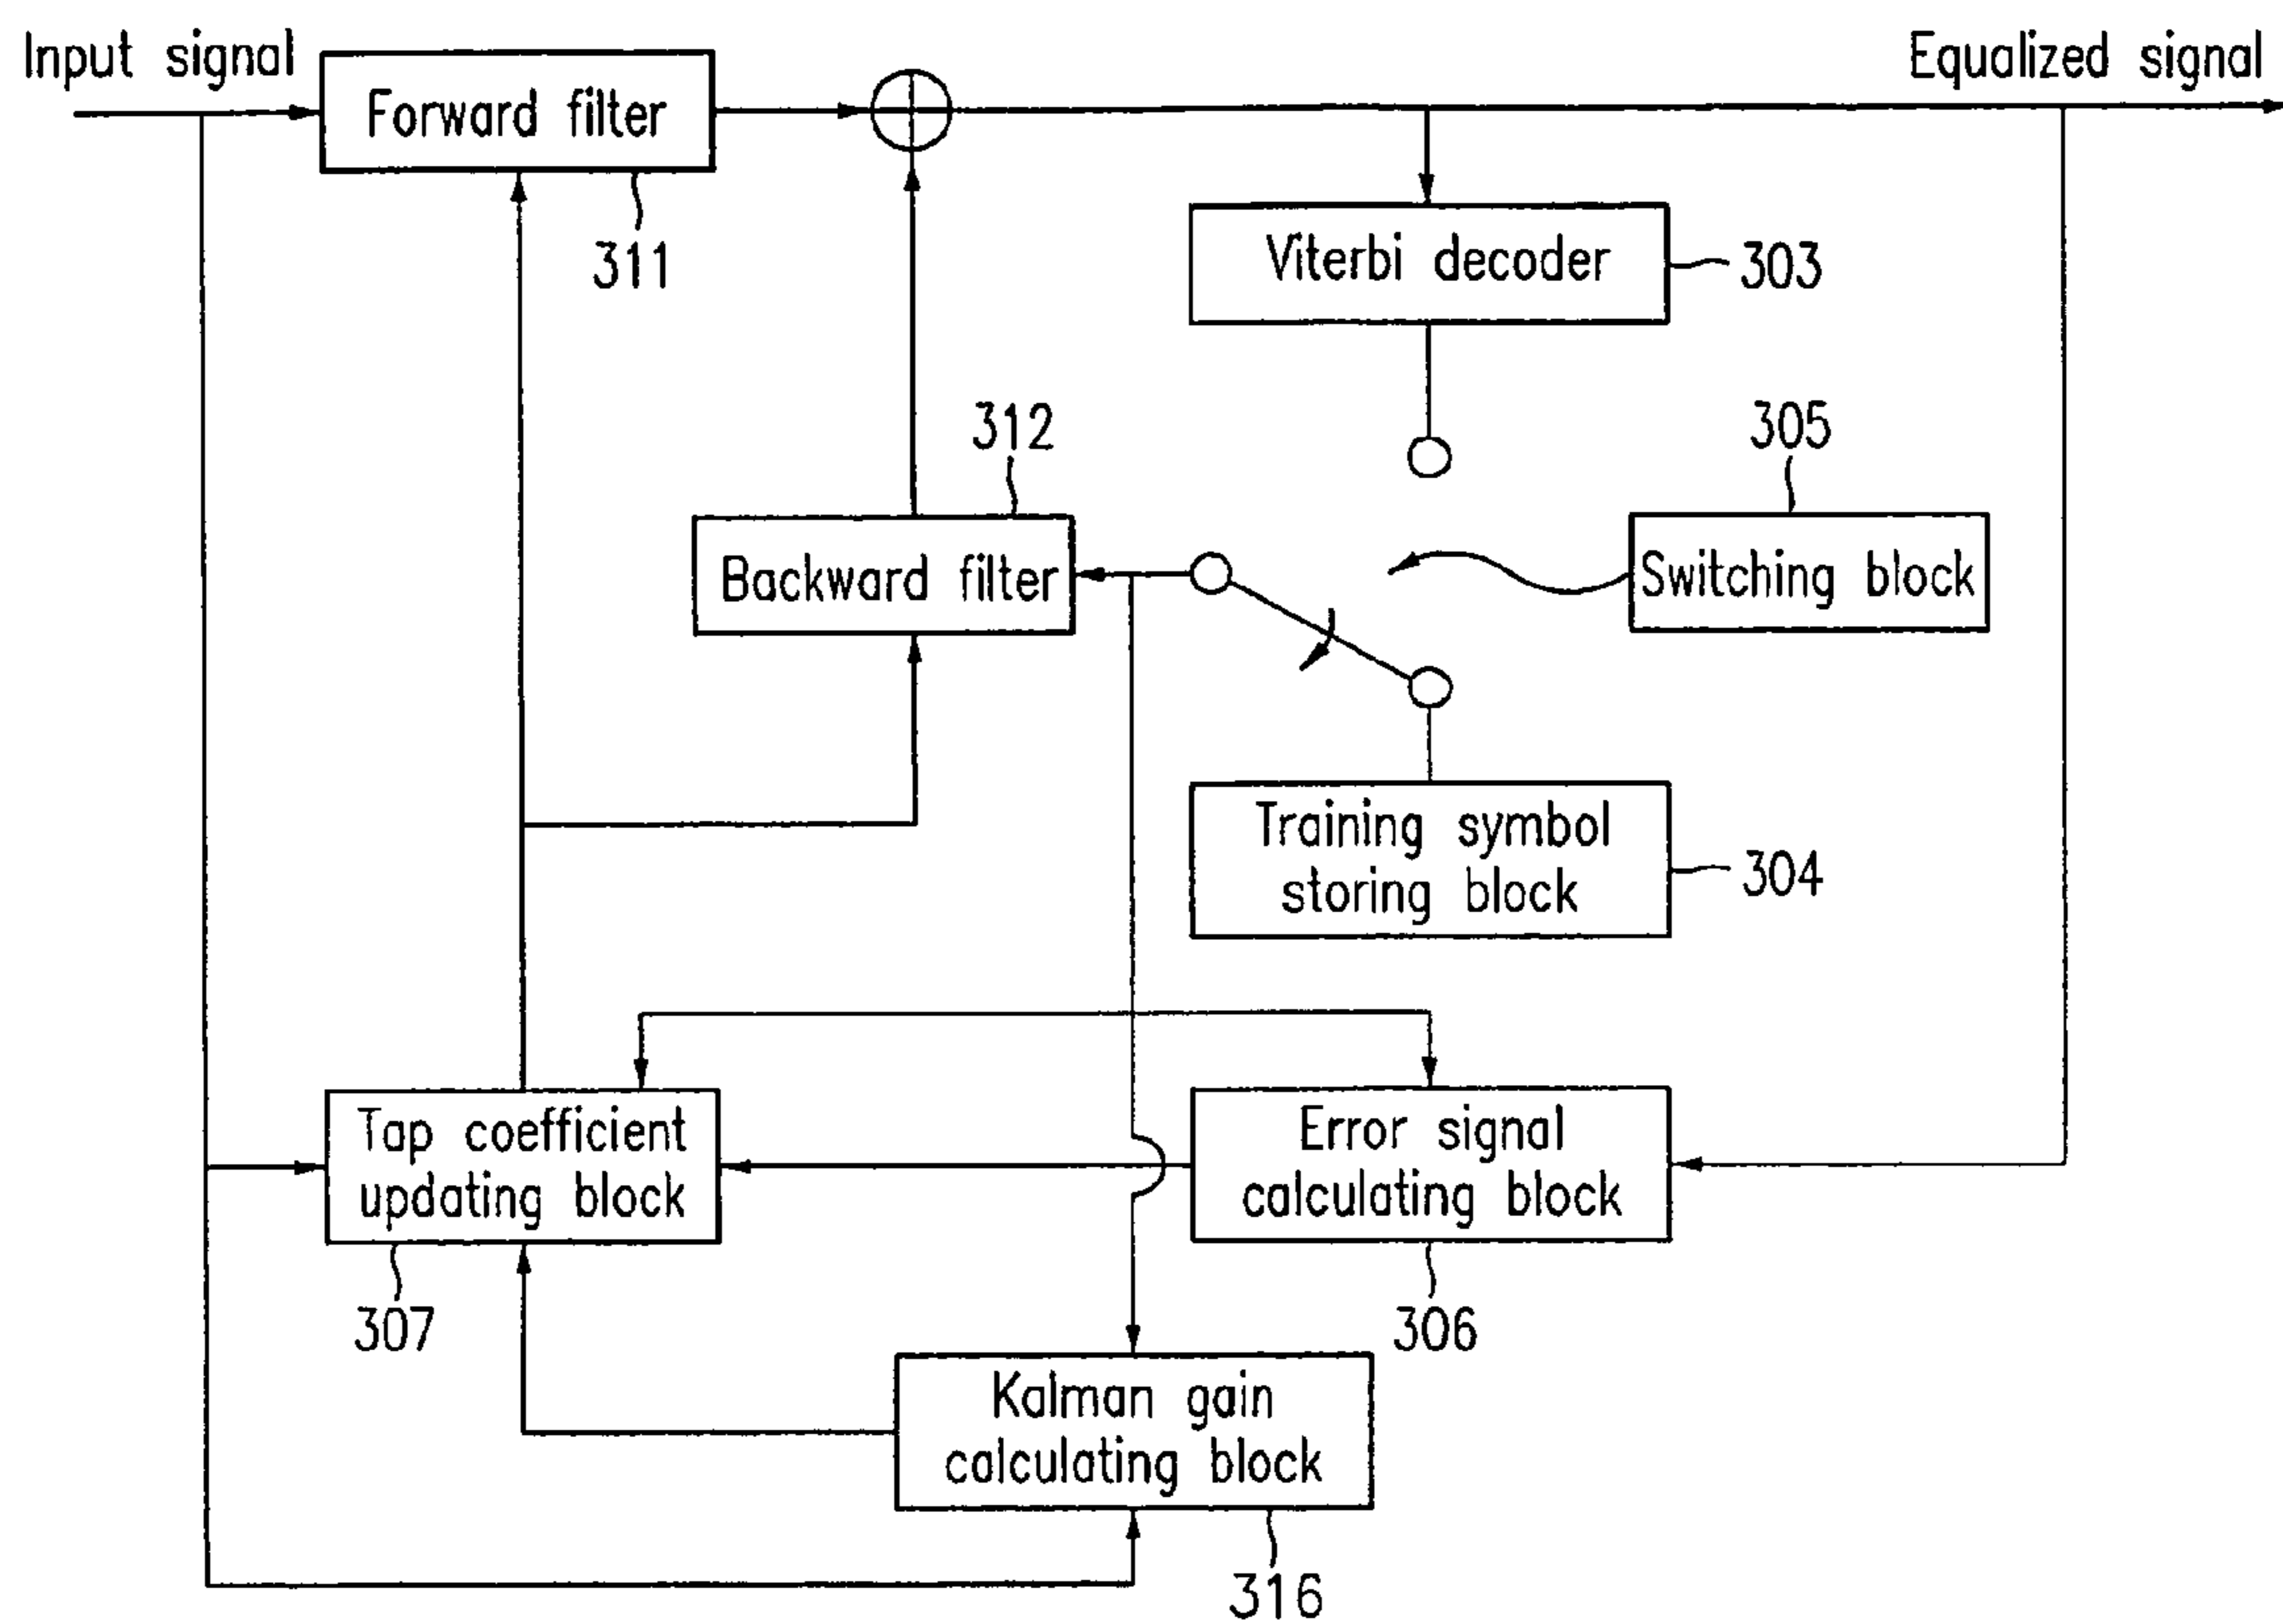 Input signal
Equalized signal
Forward filter
311
Viterbi decoder
303
312
305
Backward filter
Switching block
Training symbol
storing block
304
Tap coefficient
updating block
Error signal
calculating block
307
306
Kalman gain
calculating block
316